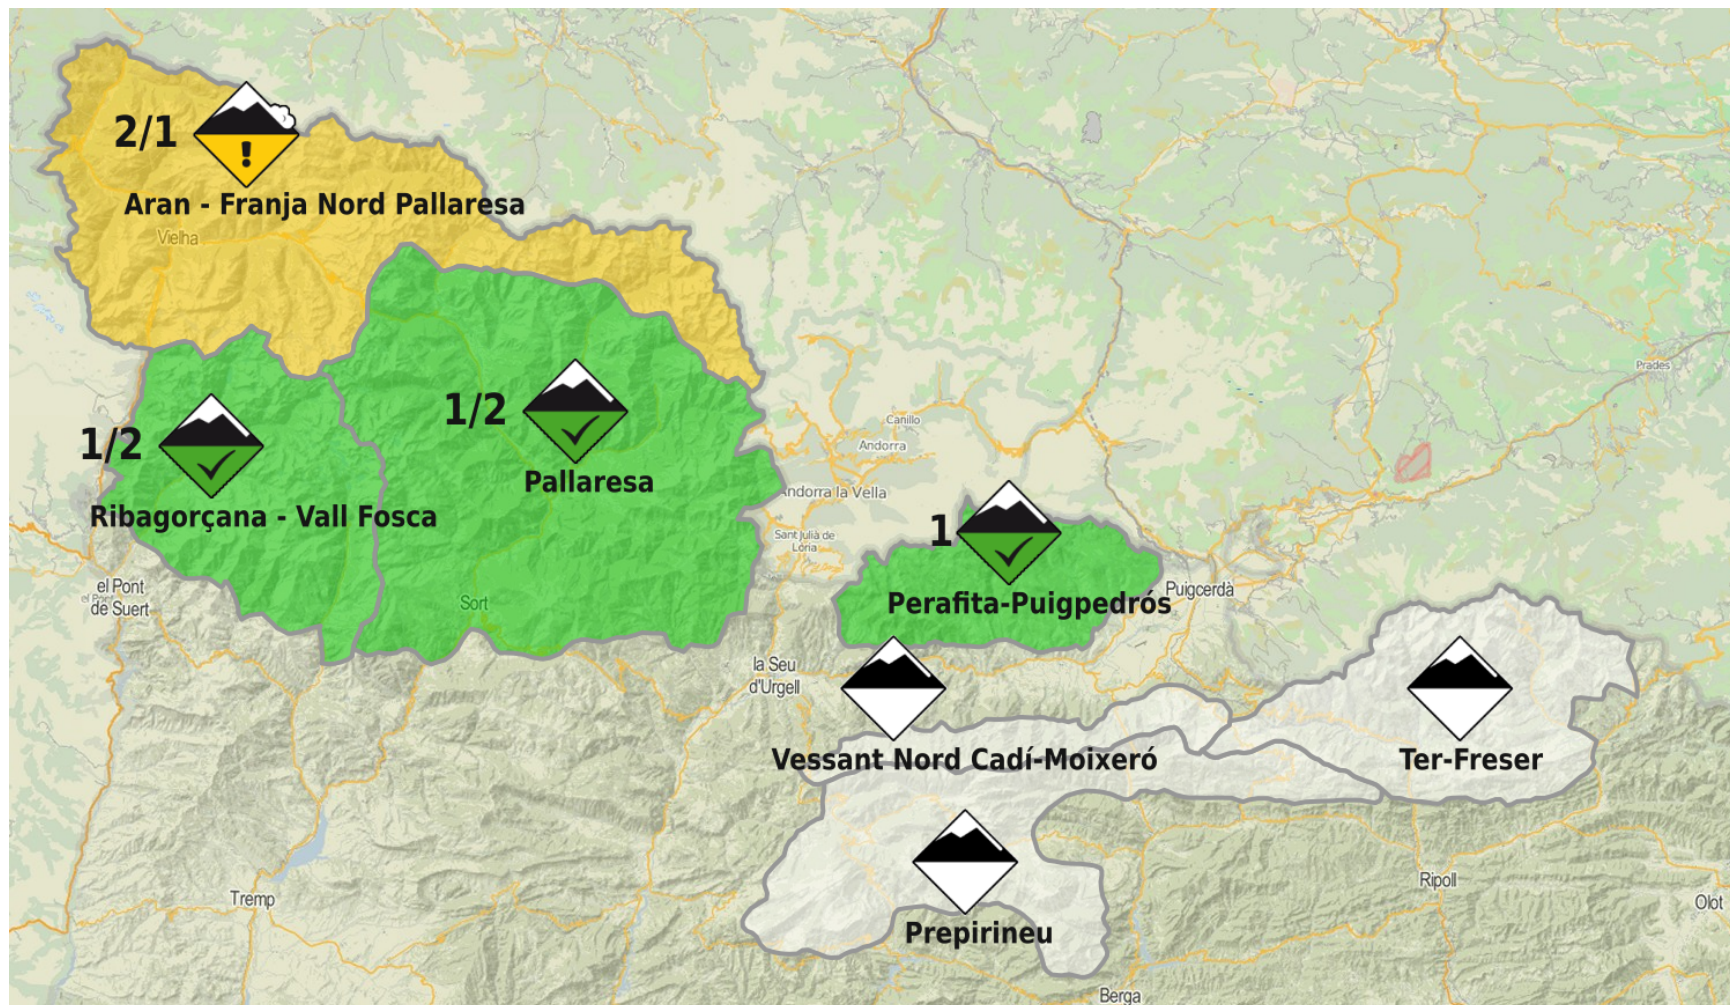 2/1
!
Aran - Franja Nord Pallaresa
Vielha
1/2
Pallaresa
1/2
Ribagorçana - Vall Fosca
Prades
Canillo
Andorra
Andorra la Vella
Sant Julià de
Lòria
1
Perafita-Puigpedrós
Puigcerdà
el Pont
de Suert
Sort
la Seu
d'Urgell
Vessant Nord Cadí-Moixeró
Ter-Freser
Prepirineu
Tremp
Ripoll
Olot
Berga